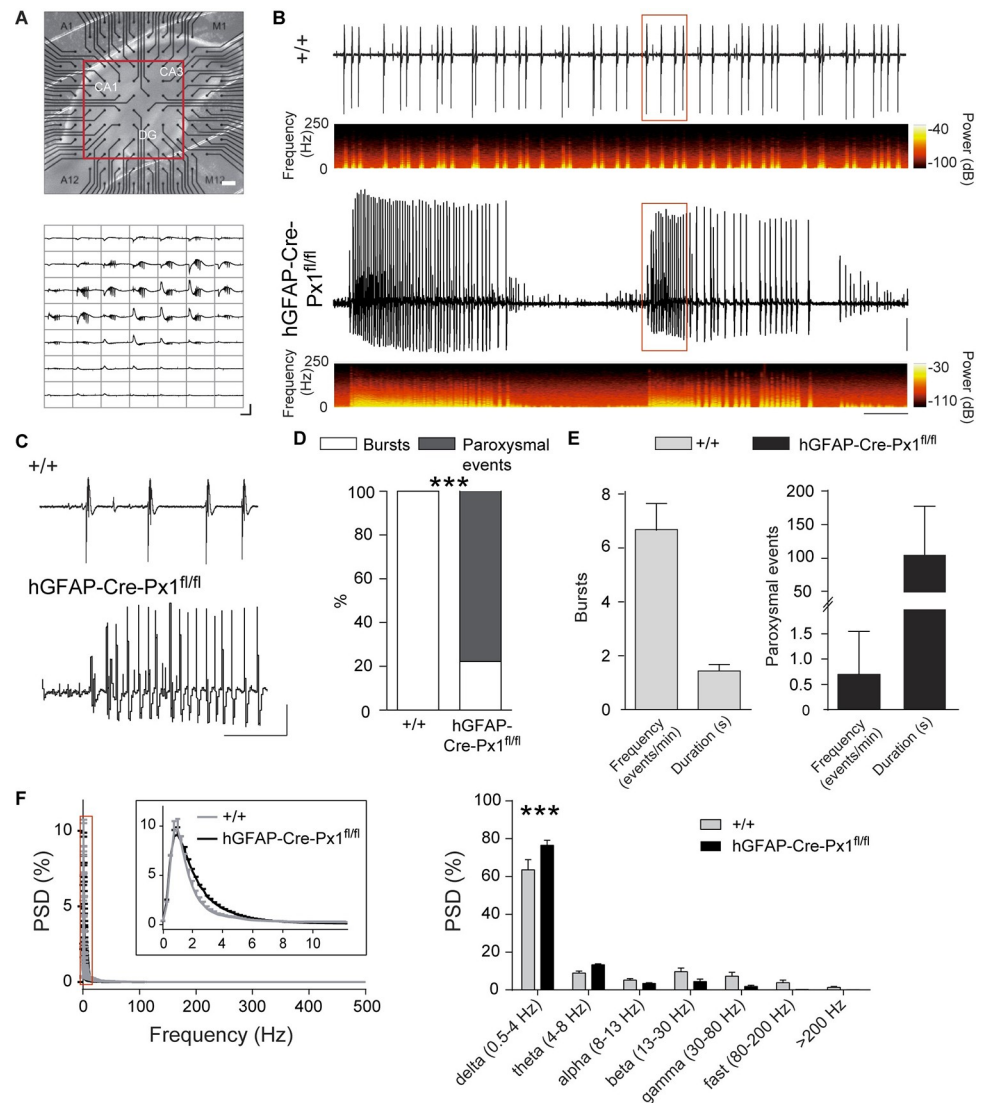 A
A1
M1
CA3
CA1
DG
A12
M12
B
+/+
250
Frequency
(Hz)
0
-40
-100
Power (dB)
hGFAP-Cre-
Px1fl/fl
250
Frequency
(Hz)
0
-30
-110
Power (dB)
C
+/+
hGFAP-Cre-Px1fl/fl
D
Bursts
Paroxysmal
events
***
100
80
60
40
20
0
%
+/+
hGFAP-
Cre-Px1fl/fl
E
+/+
hGFAP-Cre-Px1fl/fl
8
6
4
2
0
Bursts
Frequency
(events/min)
Duration (s)
200
150
100
50
1.5
1.0
0.5
0
Paroxysmal events
Frequency
(events/min)
Duration (s)
F
10
5
0
PSD (%)
0
100
200
300
400
500
Frequency (Hz)
+/+
hGFAP-Cre-Px1fl/fl
10
5
0
0
2
4
6
8
10
100
80
60
40
20
0
PSD (%)
***
+/+
hGFAP-Cre-Px1fl/fl
delta (0.5-4 Hz)
theta (4-8 Hz)
alpha (8-13 Hz)
beta (13-30 Hz)
gamma (30-80 Hz)
fast (80-200 Hz)
>200 Hz